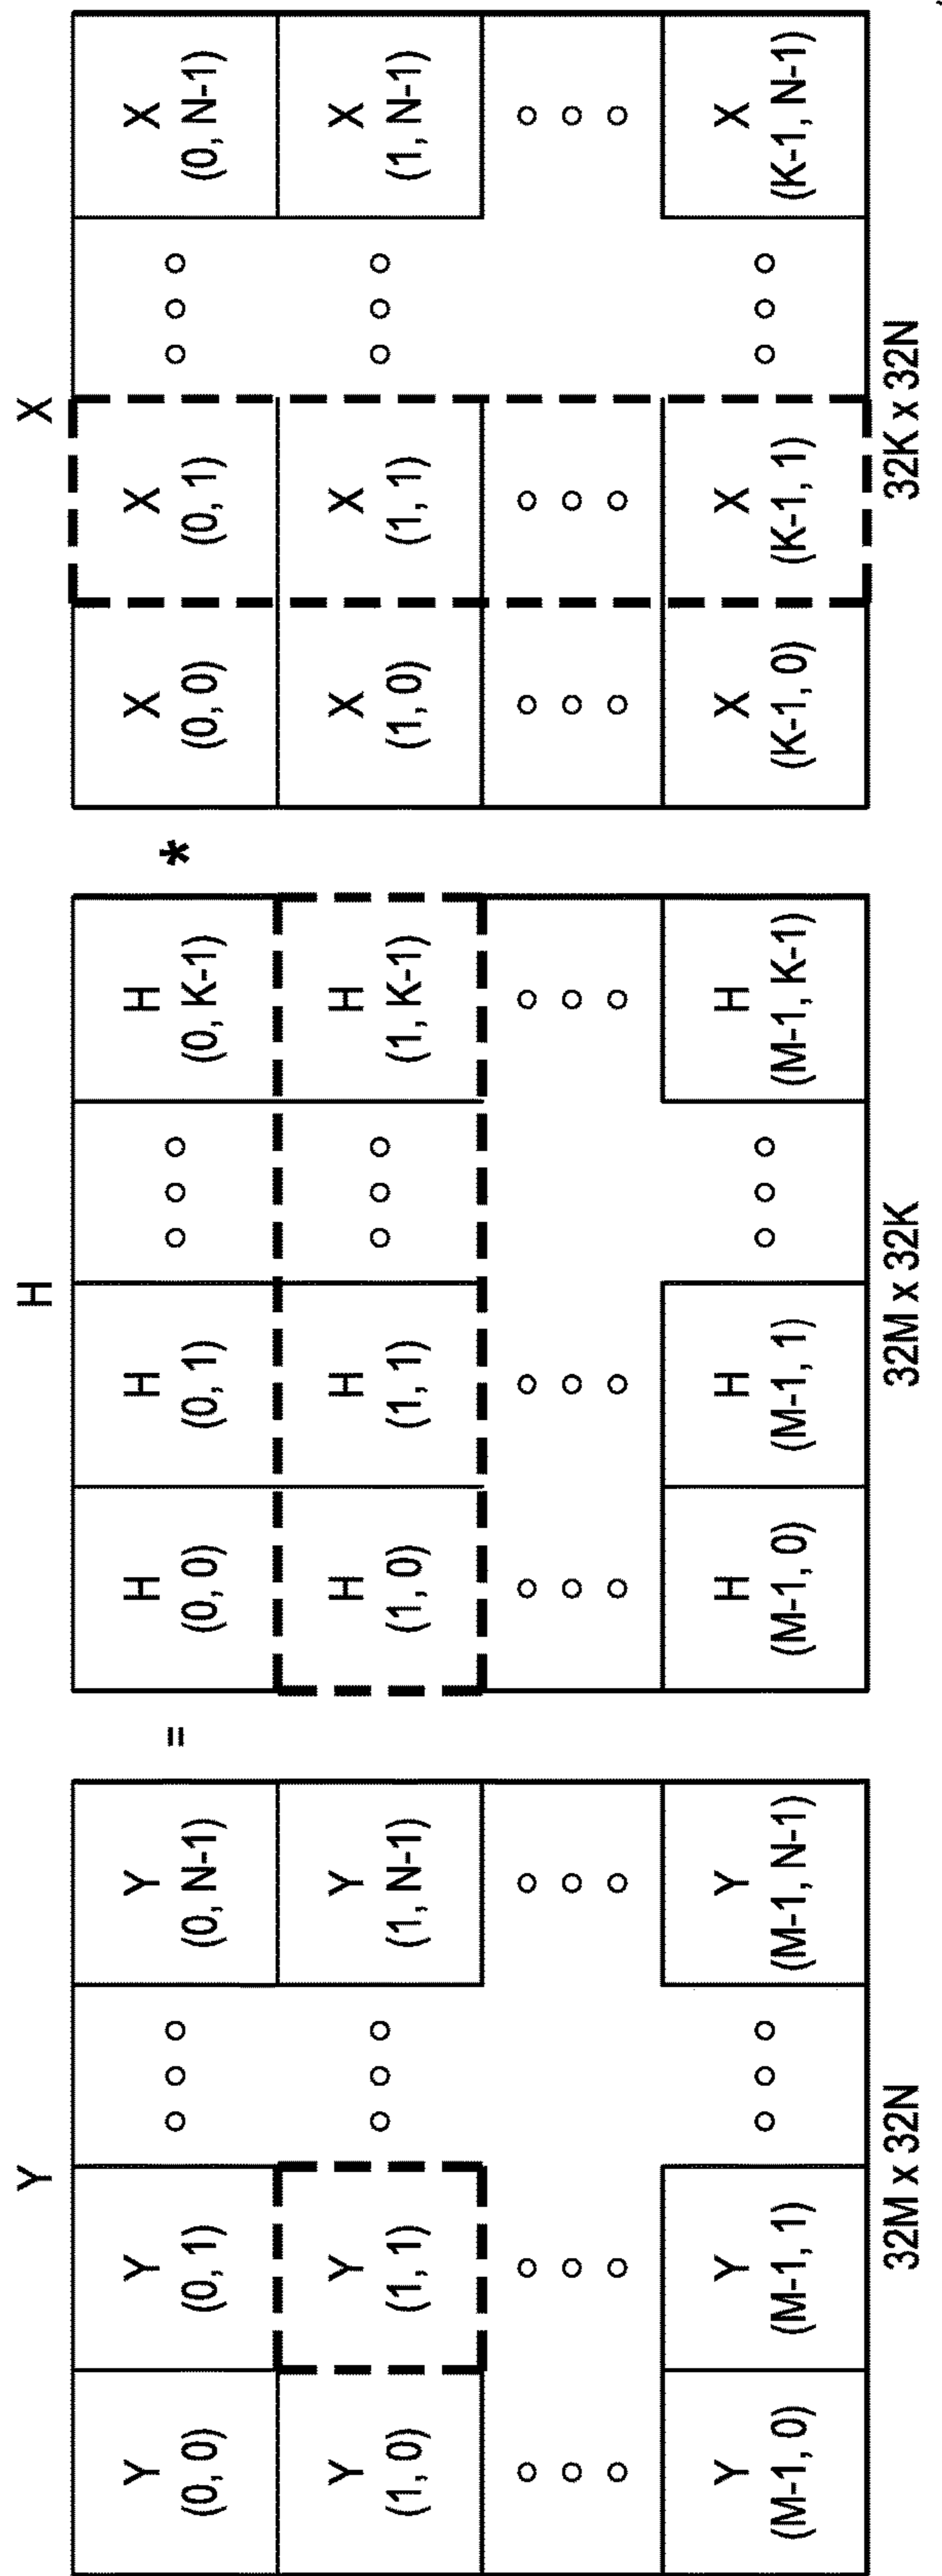 Y
Y
(0, 0)
Y
(0, 1)
○ ○ ○
Y
(0, N-1)
Y
(1, 0)
Y
(1, 1)
○ ○ ○
Y
(1, N-1)
Y
(M-1, 0)
Y
(M-1, 1)
○ ○ ○
Y
(M-1, N-1)
32M x 32N
=
H
H
(0, 0)
H
(0, 1)
○ ○ ○
H
(0, K-1)
H
(1, 0)
H
(1, 1)
○ ○ ○
H
(1, K-1)
H
(M-1, 0)
H
(M-1, 1)
○ ○ ○
H
(M-1, K-1)
32M x 32K
*
X
X
(0, 0)
X
(0, 1)
○ ○ ○
X
(0, N-1)
X
(1, 0)
X
(1, 1)
○ ○ ○
X
(1, N-1)
X
(K-1, 0)
X
(K-1, 1)
○ ○ ○
X
(K-1, N-1)
32K x 32N